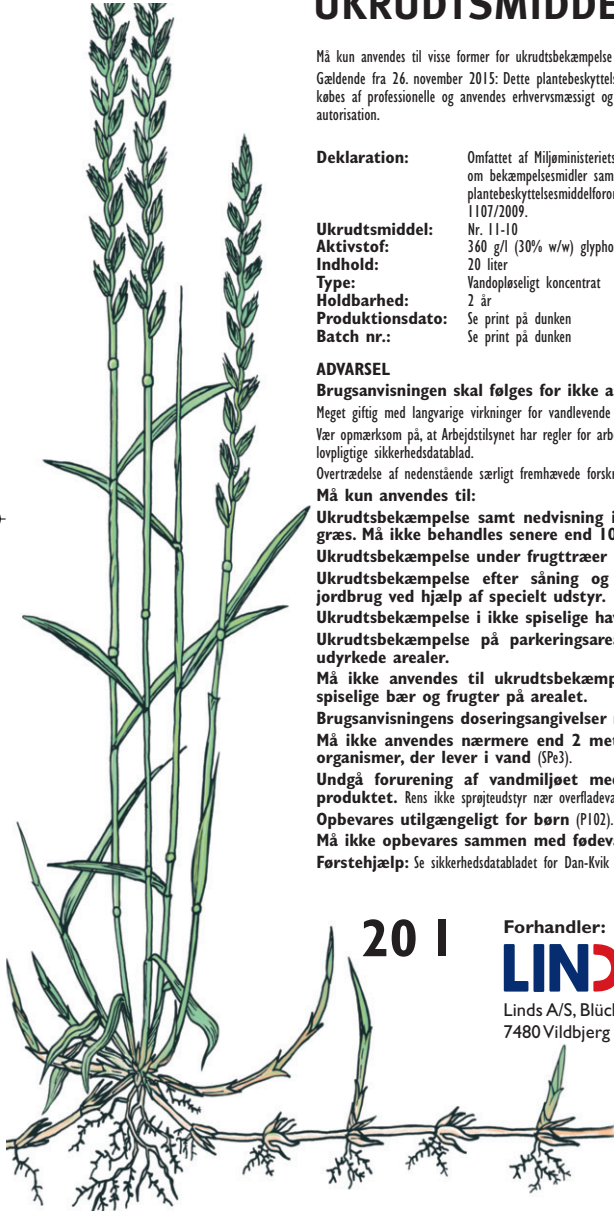 UKRUDTSMIDDE
Må kun anvendes til visse former for ukrudtsbekæmpelse
Gældende fra 26. november 2015: Dette plantebeskyttels
købes af professionelle og anvendes erhvervsmæssigt og
autorisation.
Deklaration: Omfattet af Miljøministeriets
om bekæmpelsesmidler sam
plantebeskyttelsesmiddelforor
1107/2009.
Ukrudtsmiddel: Nr. 11-10
Aktivstof: 360 g/l (30% w/w) glypho
Indhold: 20 liter
Type: Vandopløseligt koncentrat
Holdbarhed: 2 år
Produktionsdato: Se print på dunken
Batch nr.: Se print på dunken
ADVARSEL
Brugsanvisningen skal følges for ikke a
Meget giftig med langvarige virkninger for vandlevende
Vær opmærksom på, at Arbejdstilsynet har regler for arb
lovpligtige sikkerhedsdatablad.
Overtrædelse af nedenstående særligt fremhævede forskr
Må kun anvendes til:
Ukrudtsbekæmpelse samt nedvisning i
græs. Må ikke behandles senere end 10
Ukrudtsbekæmpelse under frugttræer
Ukrudtsbekæmpelse efter såning og
jordbrug ved hjælp af specielt udstyr.
Ukrudtsbekæmpelse i ikke spiselige hav
Ukrudtsbekæmpelse på parkeringsare
udyrkede arealer.
Må ikke anvendes til ukrudtsbekæmp
spiselige bær og frugter på arealet.
Brugsanvisningens doseringsangivelser
Må ikke anvendes nærmere end 2 met
organismer, der lever i vand (SPe3).
Undgå forurening af vandmiljøet med
produktet. Rens ikke sprøjteudstyr nær overfladeva
Opbevares utilgængeligt for børn (P102).
Må ikke opbevares sammen med fødeva
Førstehjælp: Se sikkerhedsdatabladet for Dan-Kvik
20 l
Forhandler:
LIND
Linds A/S, Blücl
7480 Vildbjerg